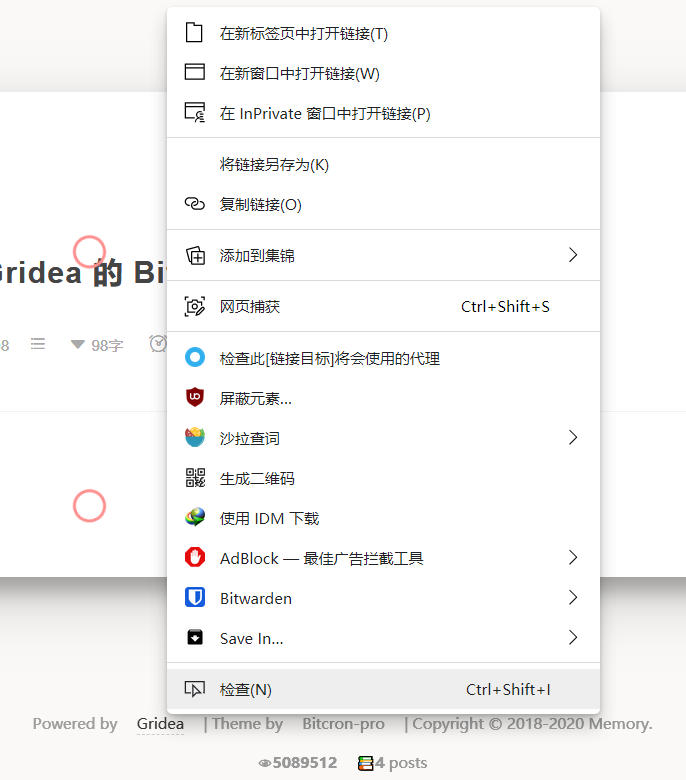 在新标签页中打开链接(T)
在新窗口中打开链接(W)
在 InPrivate 窗口中打开链接(P)
将链接另存为(K)
复制链接(O)
添加到集锦
网页捕获 Ctrl+Shift+S
检查此[链接目标]将会使用的代理
屏蔽元素...
沙拉查词
生成二维码
使用 IDM 下载
AdBlock — 最佳广告拦截工具
Bitwarden
Save In...
检查(N) Ctrl+Shift+I
ridea 的 Bi
8 98字
Powered by Gridea | Theme by Bitcron-pro | Copyright © 2018-2020 Memory.
5089512 4 posts